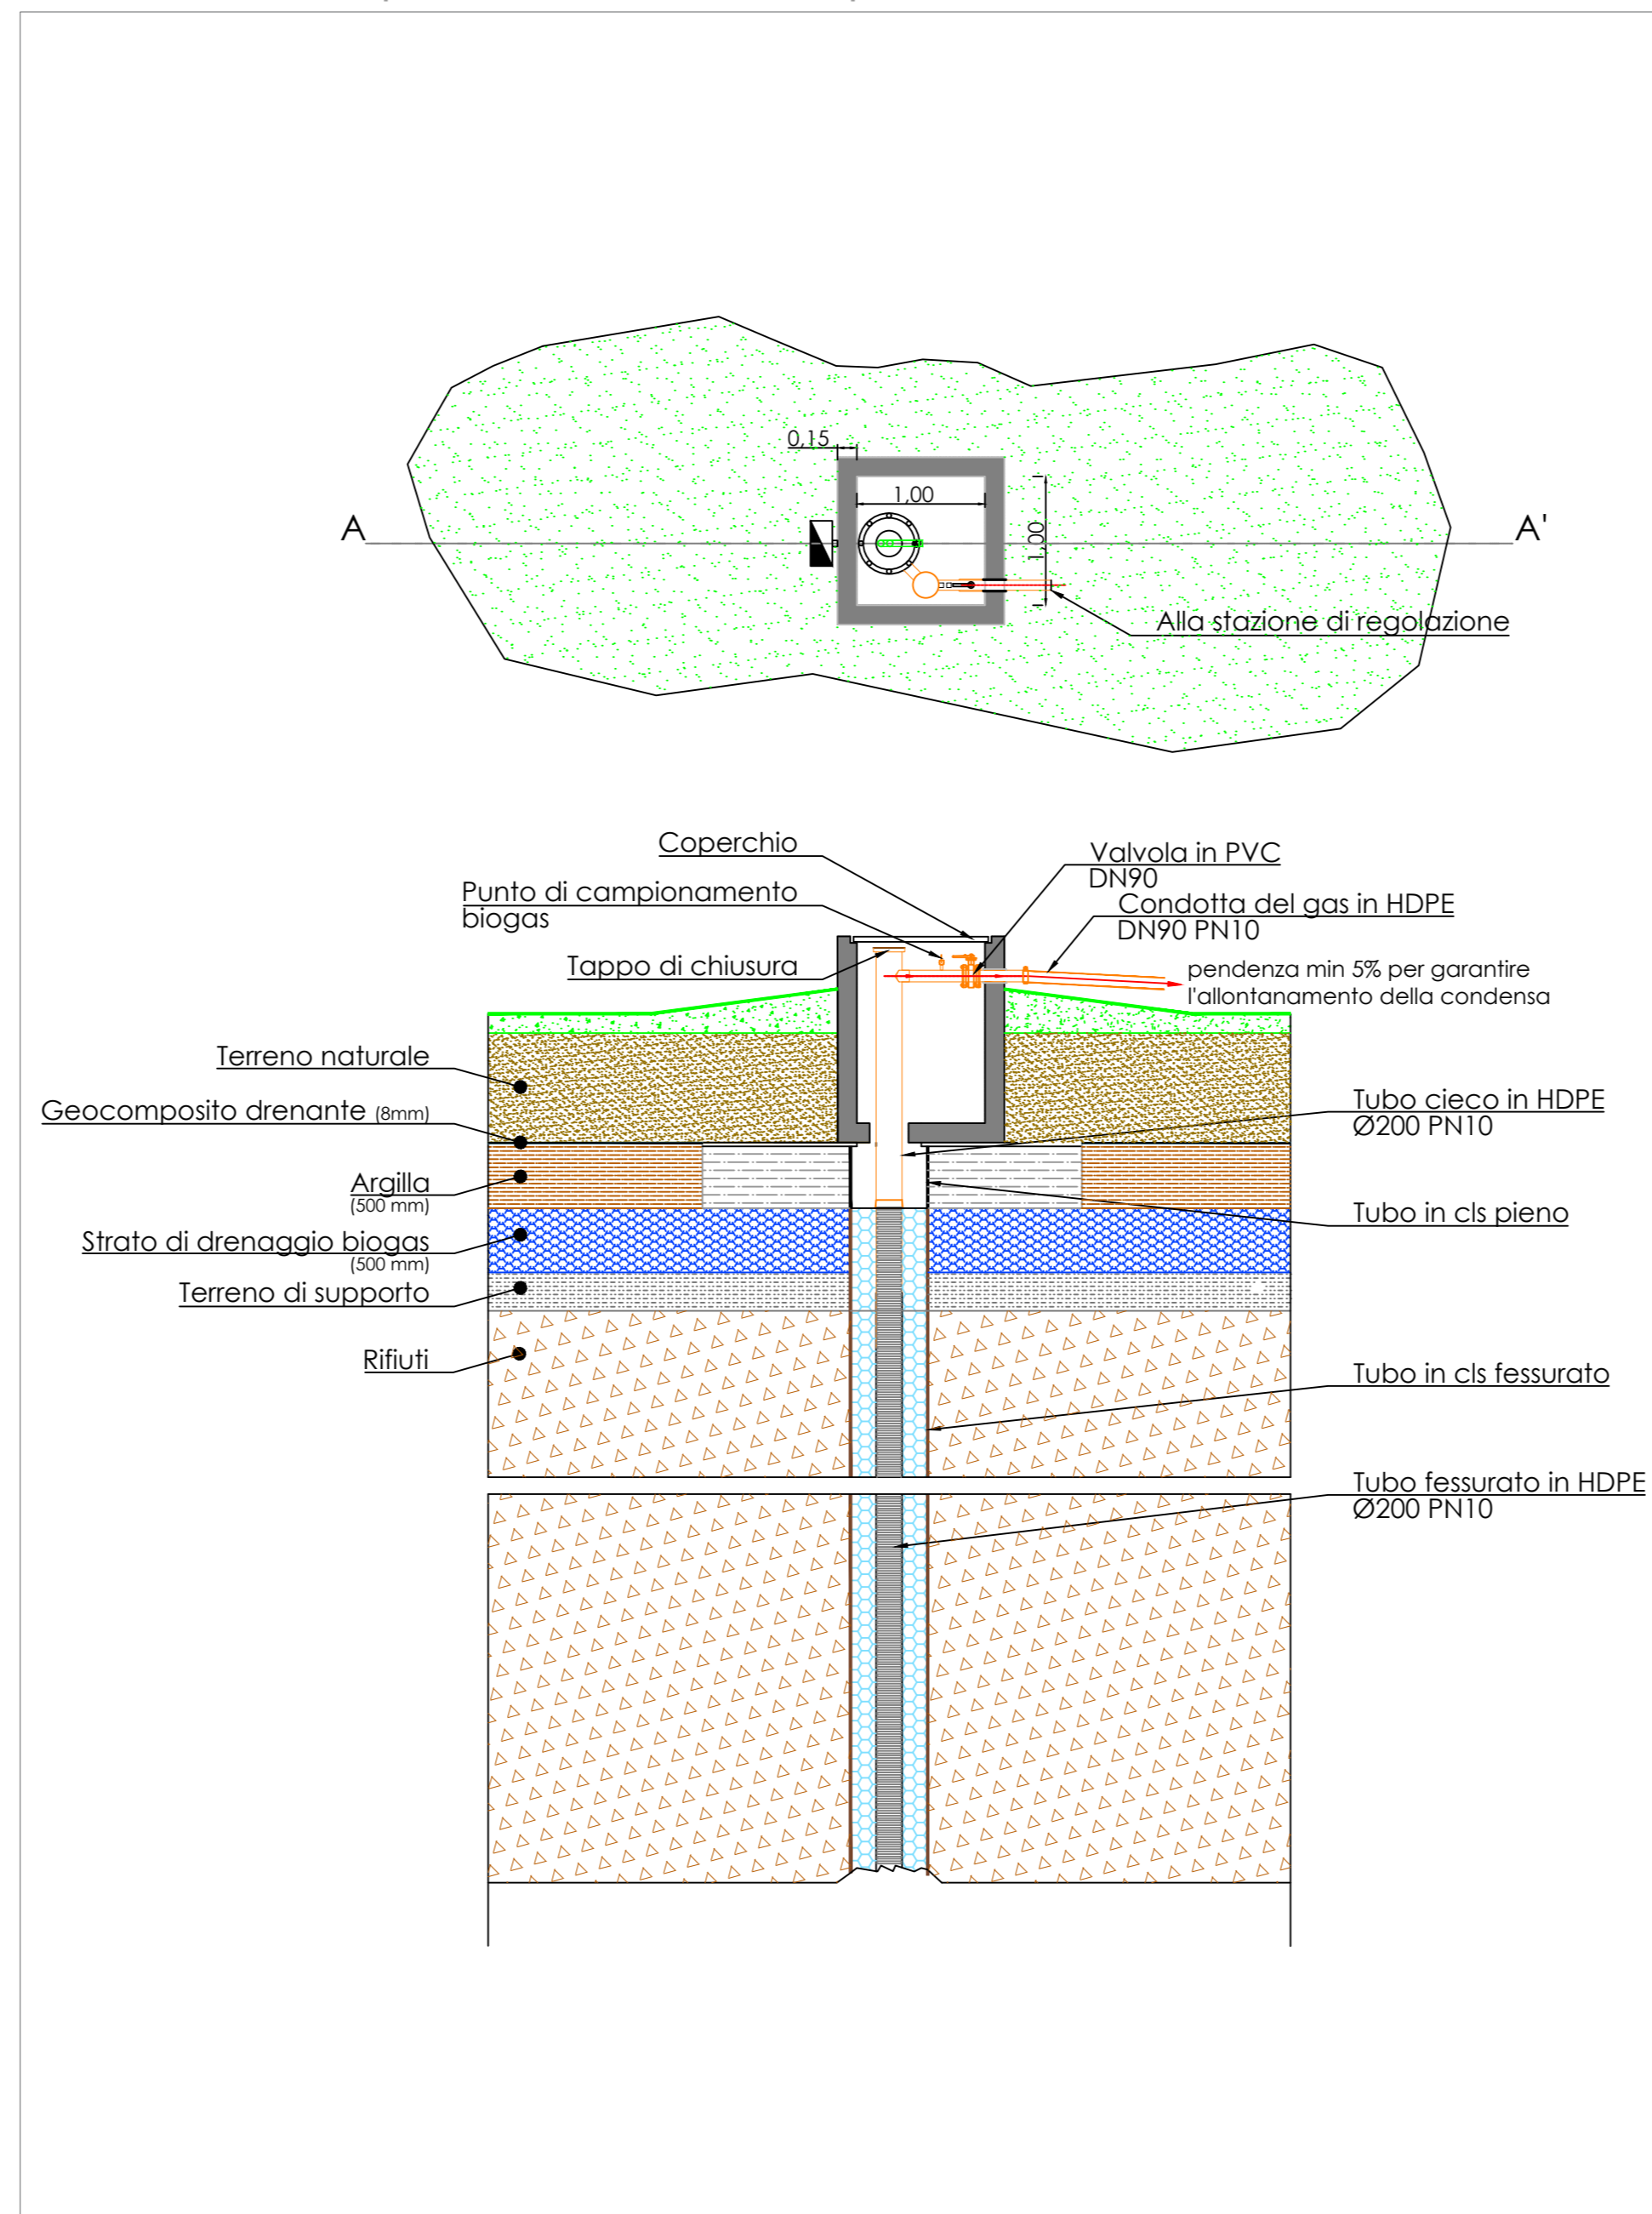 0,15
1,00
1,00
A
A'
Alla stazione di regolazione
Coperchio
Valvola in PVC
DN90
Punto di campionamento
biogas
Condotta del gas in HDPE
DN90 PN10
Tappo di chiusura
pendenza min 5% per garantire
l'allontanamento della condensa
Terreno naturale
Geocomposito drenante (8mm)
Tubo cieco in HDPE
Ø200 PN10
Argilla
(500 mm)
Tubo in cls pieno
Strato di drenaggio biogas
(500 mm)
Terreno di supporto
Rifiuti
Tubo in cls fessurato
Tubo fessurato in HDPE
Ø200 PN10